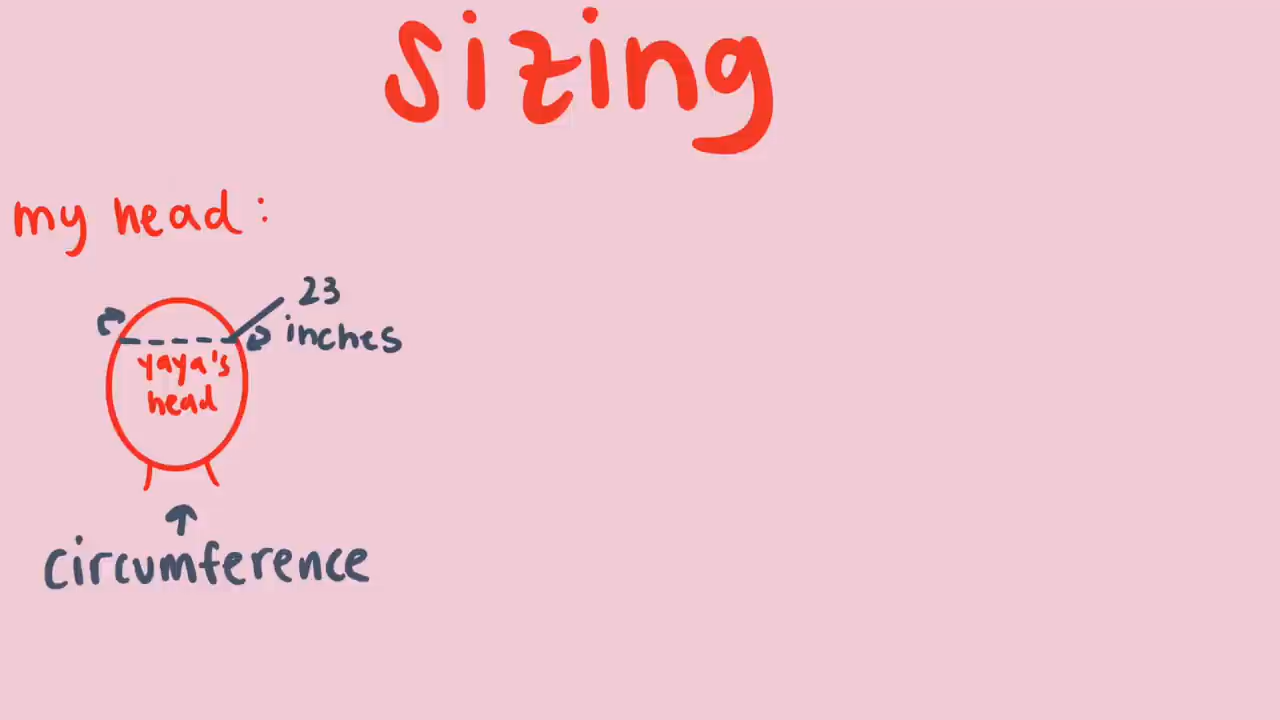 sizing
my head:
23
inches
yaya's
head
circumference